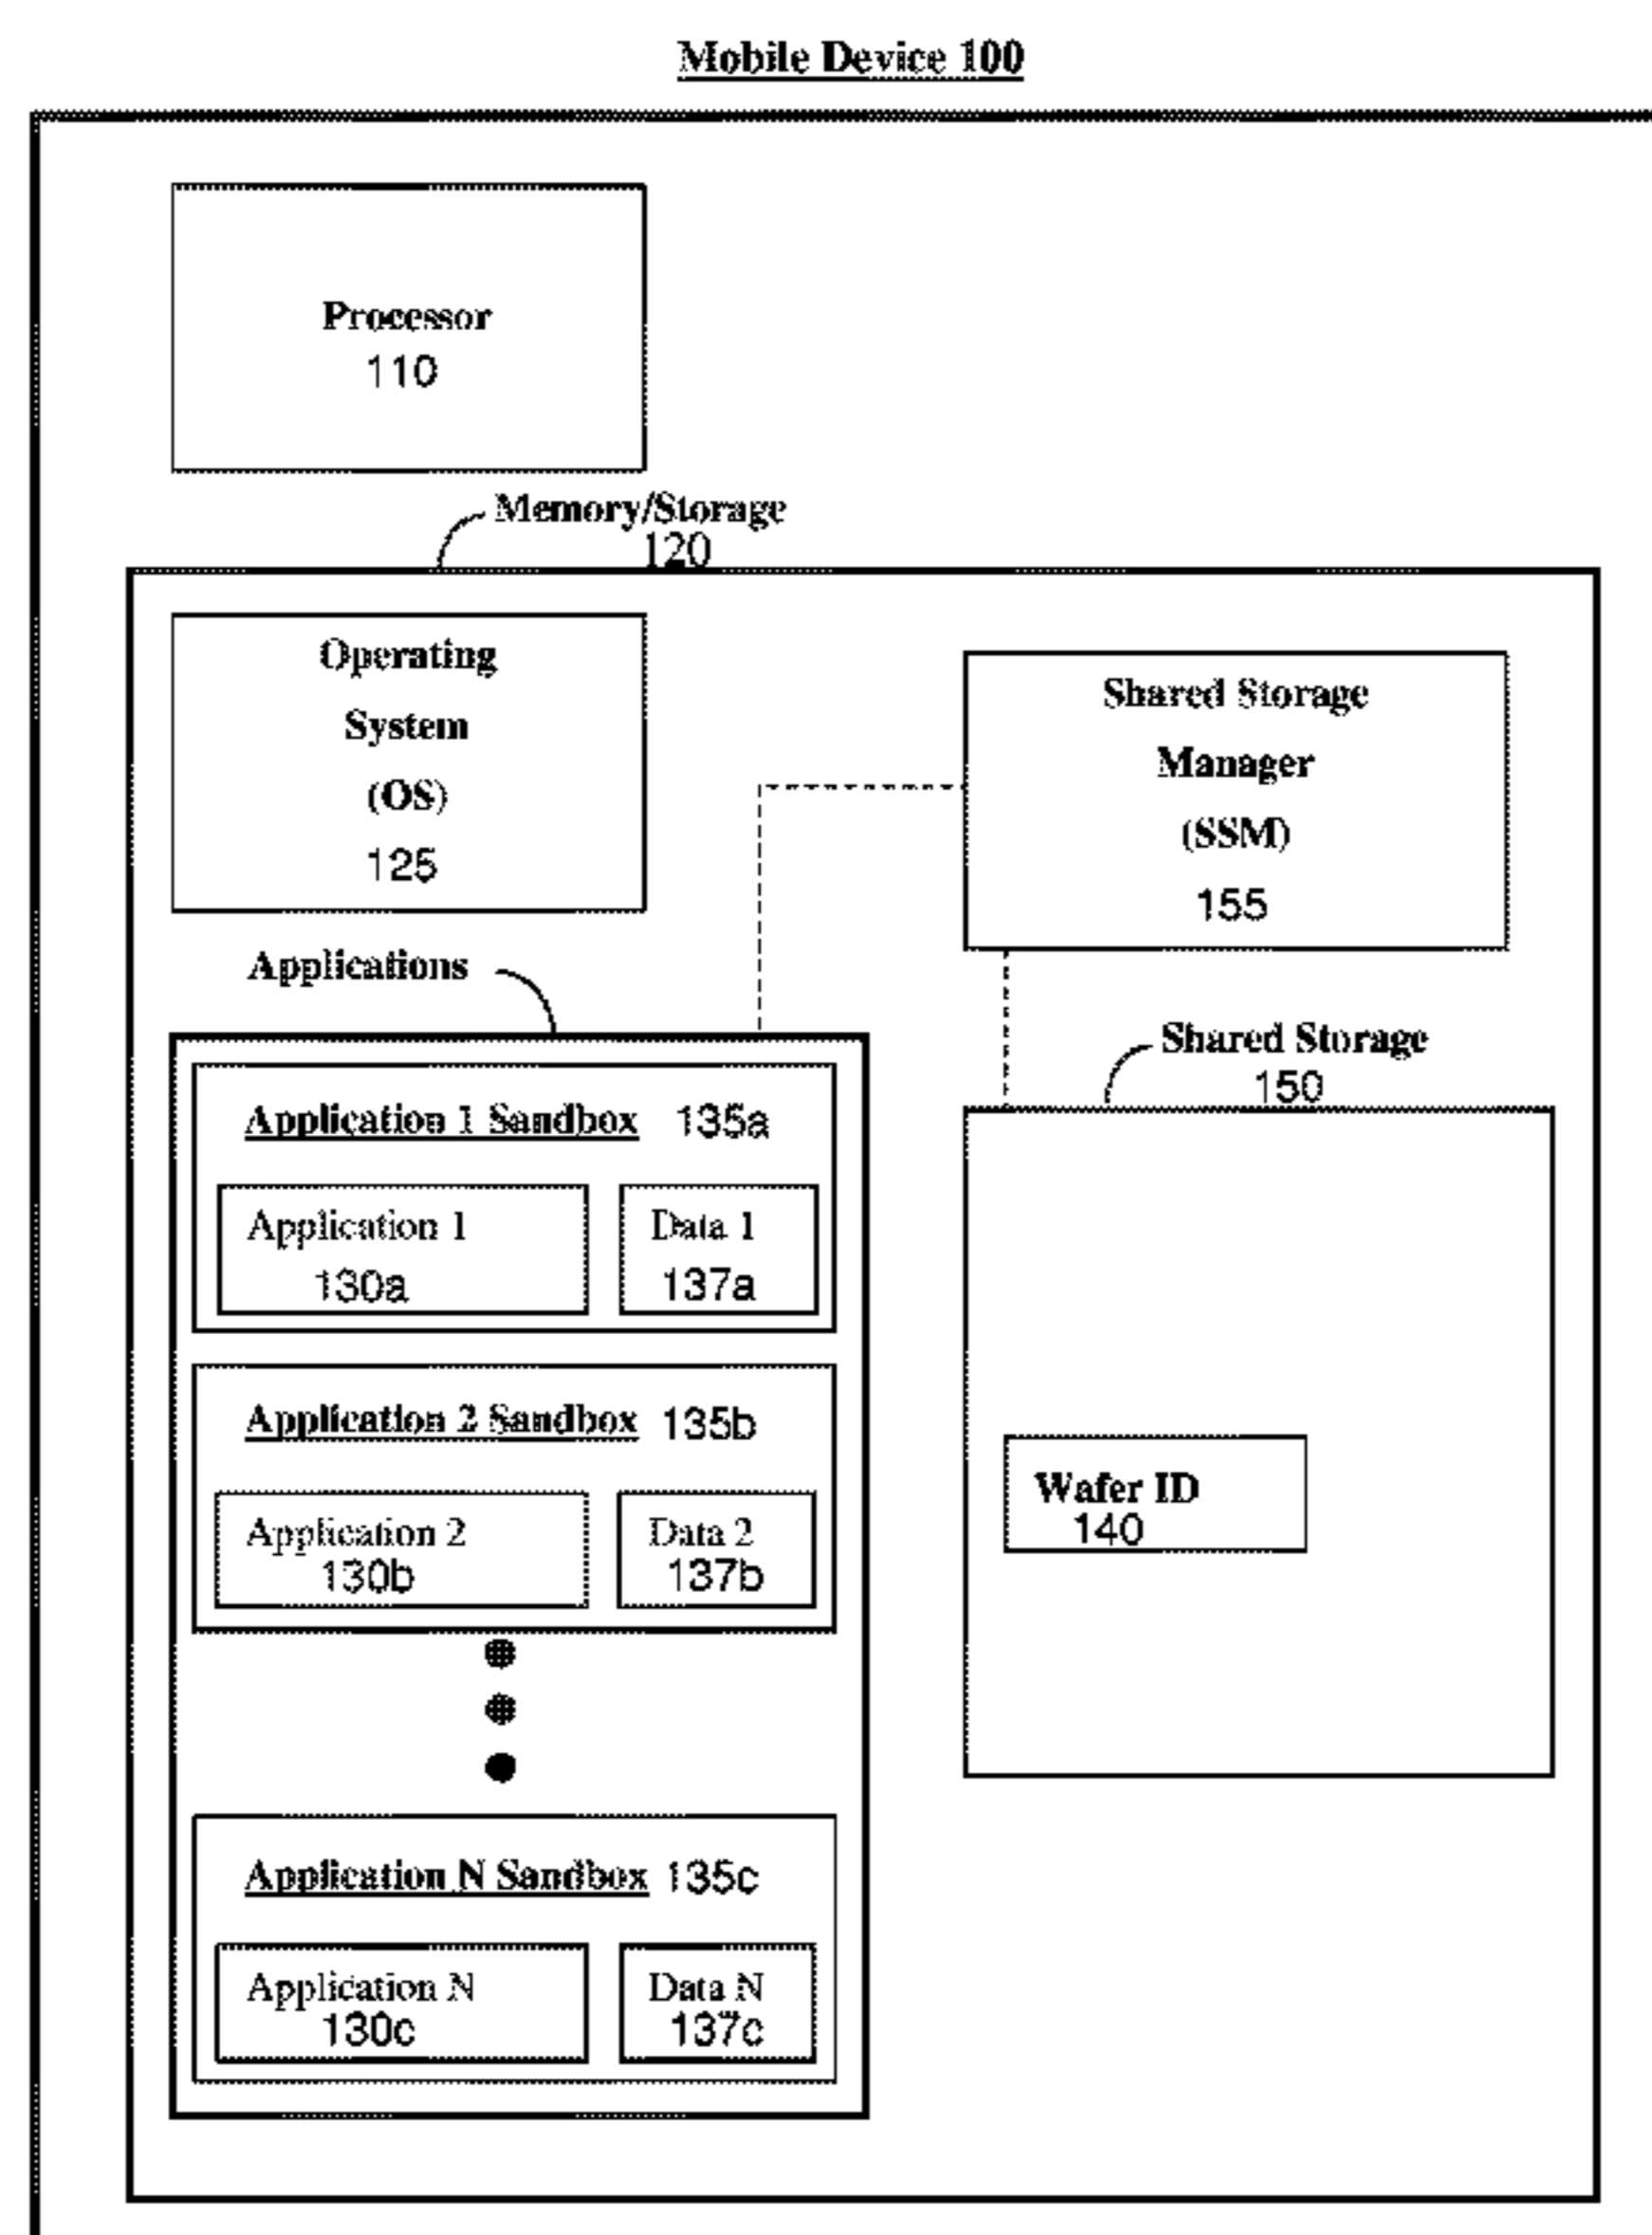 Mobile Device 100
Processor
110
Memory/Storage
120
Operating
System
(OS)
125
Shared Storage
Manager
(SSM)
155
Applications
Shared Storage
150
Application 1 Sandbox 135a
Application 1
130a
Data 1
137a
Application 2 Sandbox 135b
Application 2
130b
Data 2
137b
Wafer ID
140
Application N Sandbox 135c
Application N
130c
Data N
137c